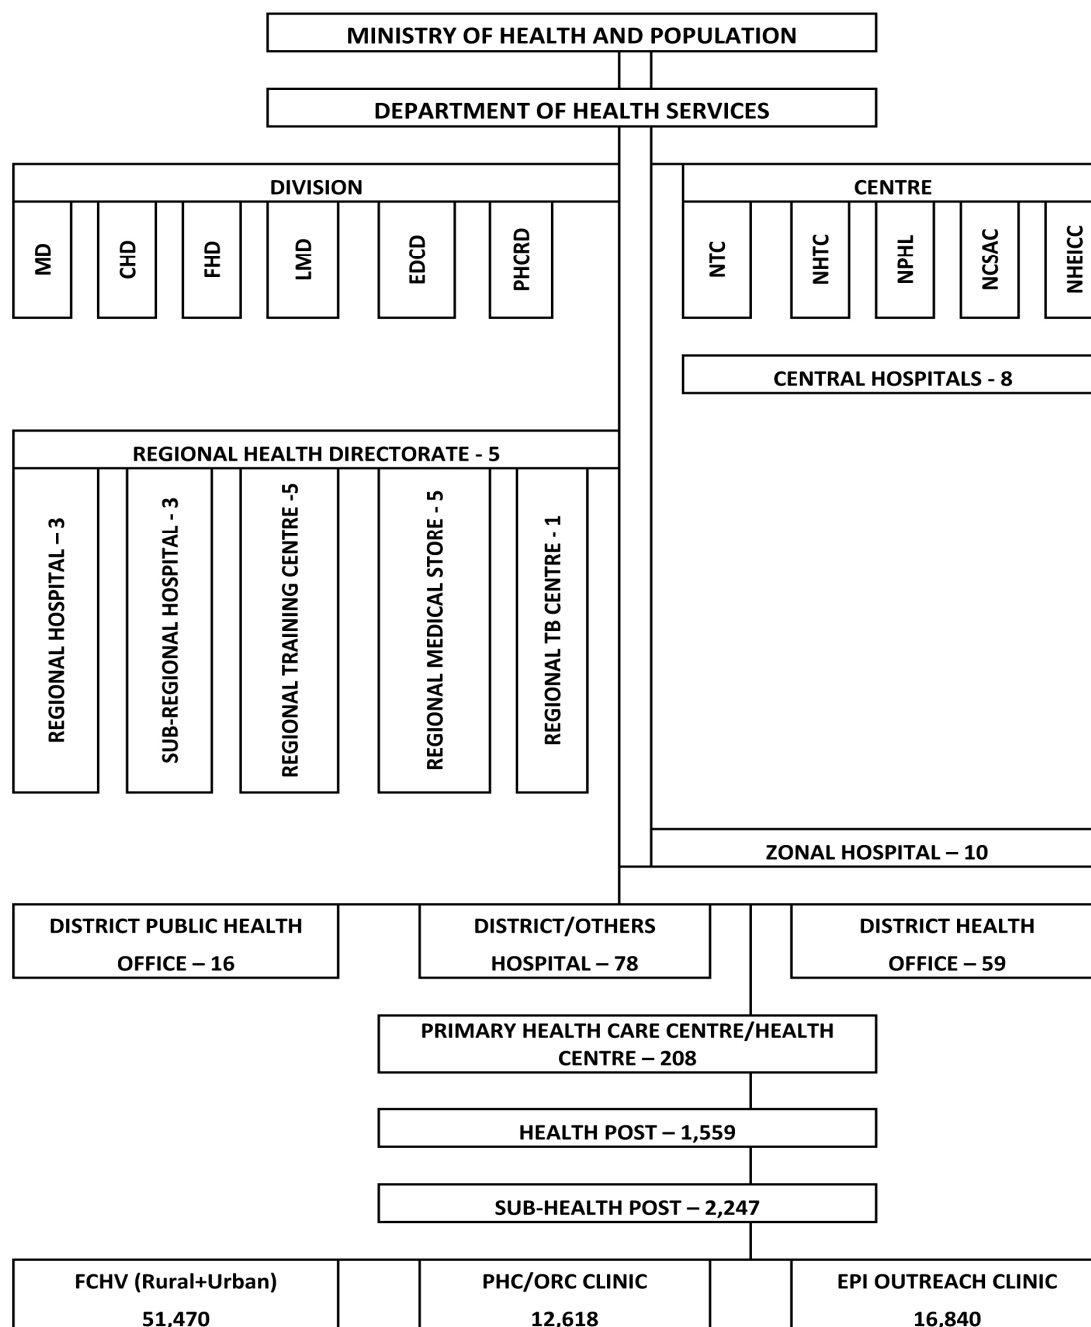 MINISTRY OF HEALTH AND POPULATION
DEPARTMENT OF HEALTH SERVICES
DIVISION
CENTRE
MD
CHD
FHD
LMD
EDCD
PHCRD
NTC
NHTC
NPHL
NCSAC
NHEICC
CENTRAL HOSPITALS - 8
REGIONAL HEALTH DIRECTORATE - 5
REGIONAL HOSPITAL – 3
SUB-REGIONAL HOSPITAL - 3
REGIONAL TRAINING CENTRE -5
REGIONAL MEDICAL STORE - 5
REGIONAL TB CENTRE - 1
ZONAL HOSPITAL – 10
DISTRICT PUBLIC HEALTH
OFFICE – 16
DISTRICT/OTHERS
HOSPITAL – 78
DISTRICT HEALTH
OFFICE – 59
PRIMARY HEALTH CARE CENTRE/HEALTH
CENTRE – 208
HEALTH POST – 1,559
SUB-HEALTH POST – 2,247
FCHV (Rural+Urban)
51,470
PHC/ORC CLINIC
12,618
EPI OUTREACH CLINIC
16,840